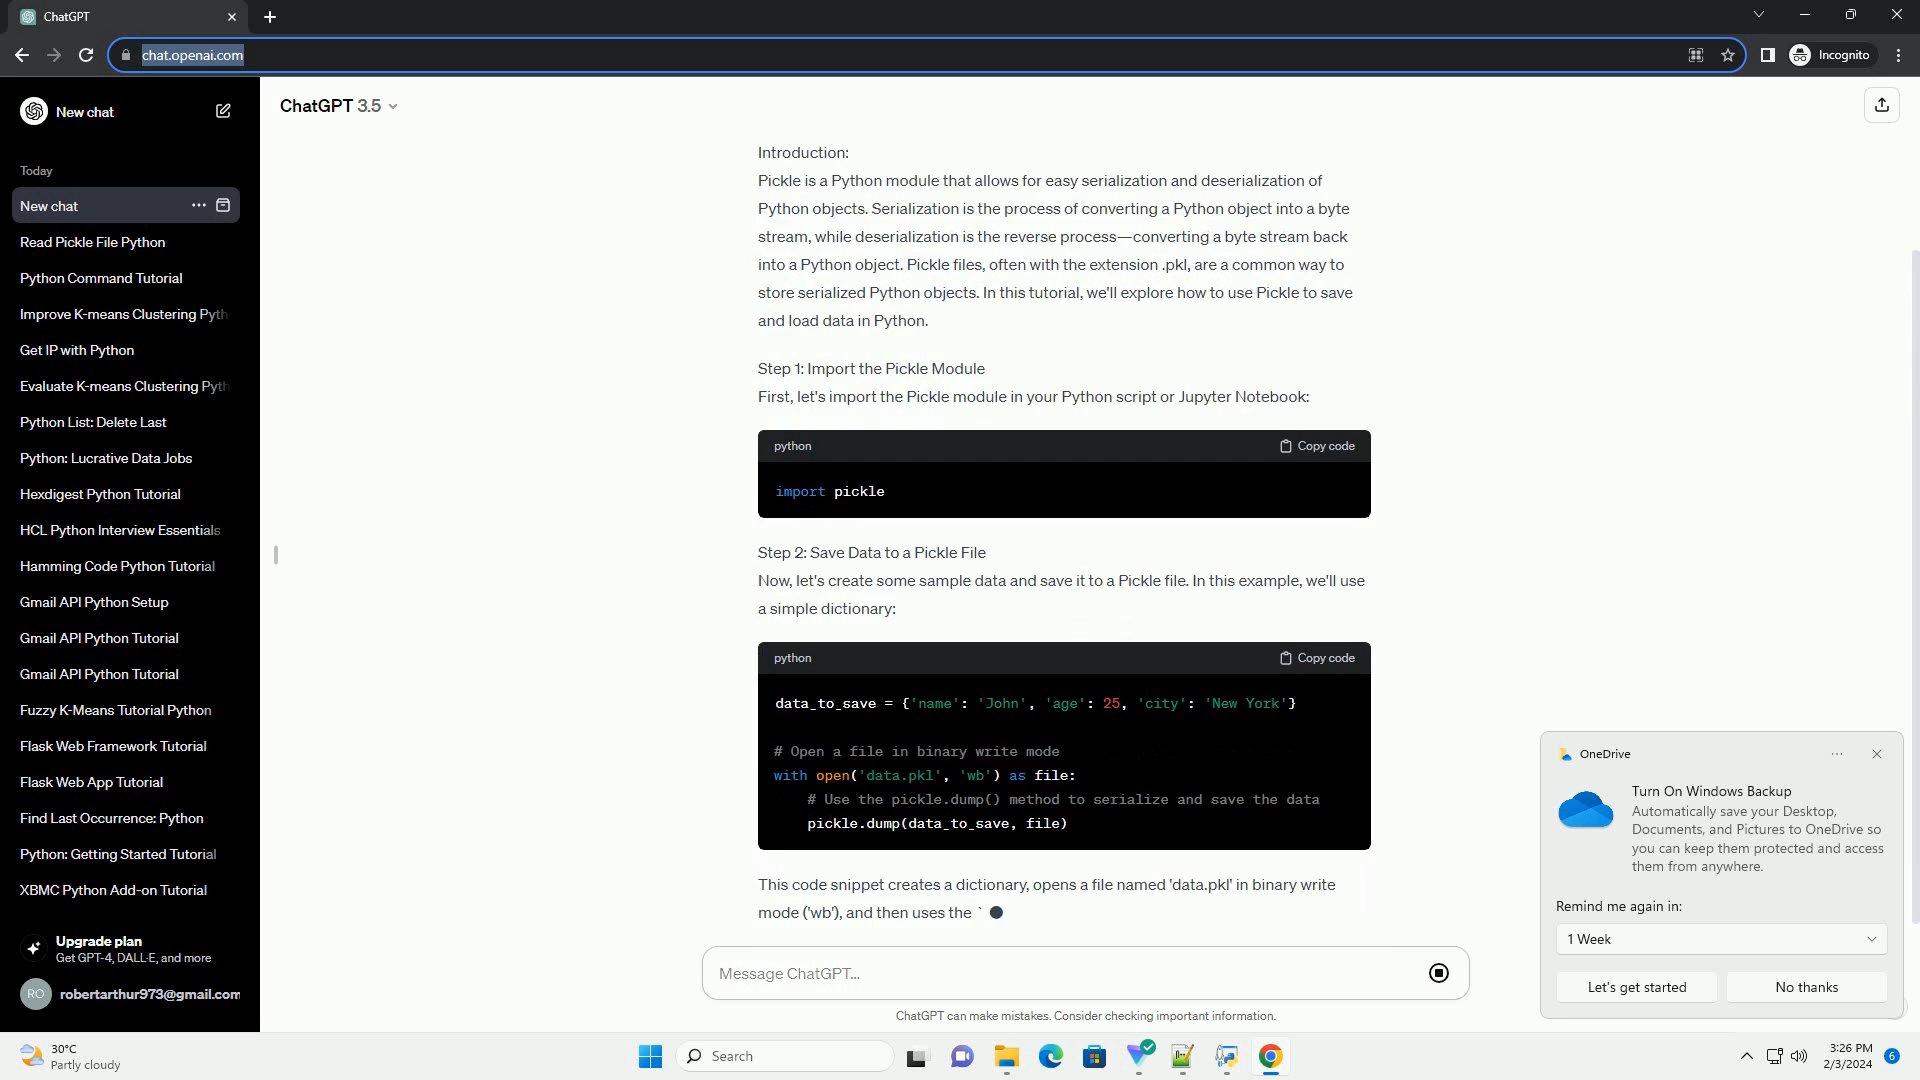 ChatGPT
chat.openai.com
Incognito
New chat
Today
New chat
Read Pickle File Python
Python Command Tutorial
Improve K-means Clustering Pyth
Get IP with Python
Evaluate K-means Clustering Pyth
Python List: Delete Last
Python: Lucrative Data Jobs
Hexdigest Python Tutorial
HCL Python Interview Essentials
Hamming Code Python Tutorial
Gmail API Python Setup
Gmail API Python Tutorial
Gmail API Python Tutorial
Fuzzy K-Means Tutorial Python
Flask Web Framework Tutorial
Flask Web App Tutorial
Find Last Occurrence: Python
Python: Getting Started Tutorial
XBMC Python Add-on Tutorial
Upgrade plan
Get GPT-4, DALL·E, and more
RO
robertarthur973@gmail.com
ChatGPT 3.5
Introduction:
Pickle is a Python module that allows for easy serialization and deserialization of
Python objects. Serialization is the process of converting a Python object into a byte
stream, while deserialization is the reverse process—converting a byte stream back
into a Python object. Pickle files, often with the extension .pkl, are a common way to
store serialized Python objects. In this tutorial, we'll explore how to use Pickle to save
and load data in Python.
Step 1: Import the Pickle Module
First, let's import the Pickle module in your Python script or Jupyter Notebook:
python
Copy code
import pickle
Step 2: Save Data to a Pickle File
Now, let's create some sample data and save it to a Pickle file. In this example, we'll use
a simple dictionary:
python
Copy code
data_to_save = {'name': 'John', 'age': 25, 'city': 'New York'}
# Open a file in binary write mode
with open('data.pkl', 'wb') as file:
# Use the pickle.dump() method to serialize and save the data
pickle.dump(data_to_save, file)
This code snippet creates a dictionary, opens a file named 'data.pkl' in binary write
mode ('wb'), and then uses the `
Message ChatGPT...
ChatGPT can make mistakes. Consider checking important information.
OneDrive
Turn On Windows Backup
Automatically save your Desktop,
Documents, and Pictures to OneDrive so
you can keep them protected and access
them from anywhere.
Remind me again in:
1 Week
Let's get started
No thanks
30°C
Partly cloudy
Search
3:26 PM
2/3/2024
6